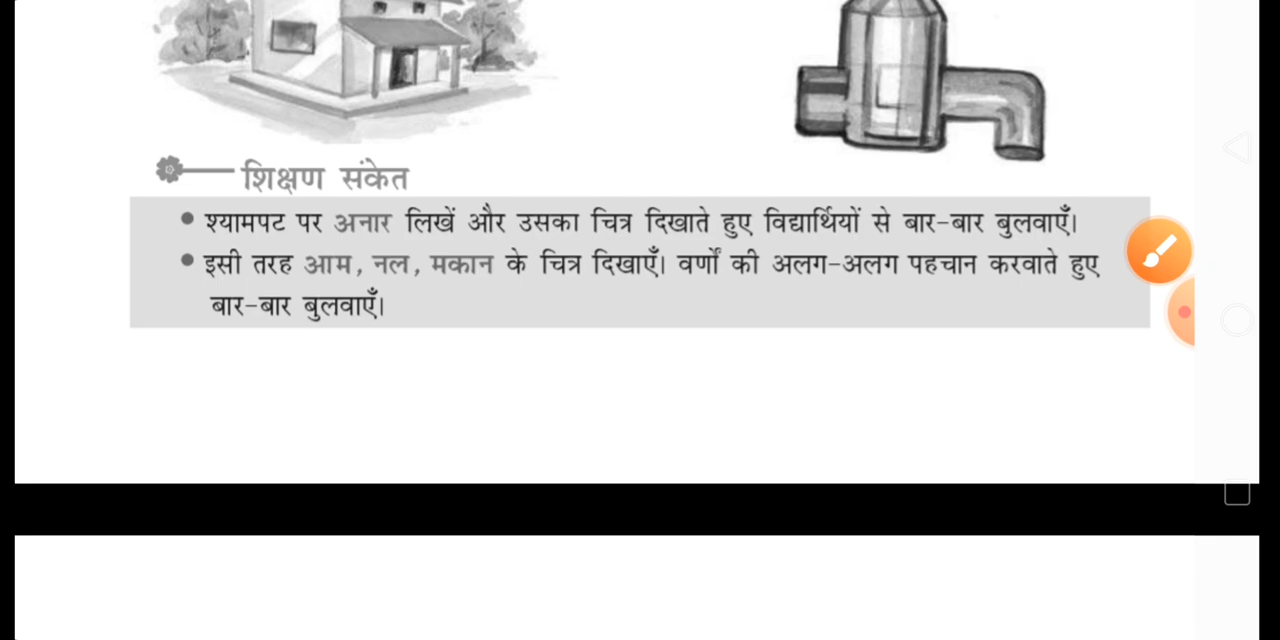 शिक्षण संकेत
• श्यामपट पर अनार लिखें और उसका चित्र दिखाते हुए विद्यार्थियों से बार-बार बुलवाएँ।
• इसी तरह आम, नल, मकान के चित्र दिखाएँ। वर्णों की अलग-अलग पहचान करवाते हुए
बार-बार बुलवाएँ।